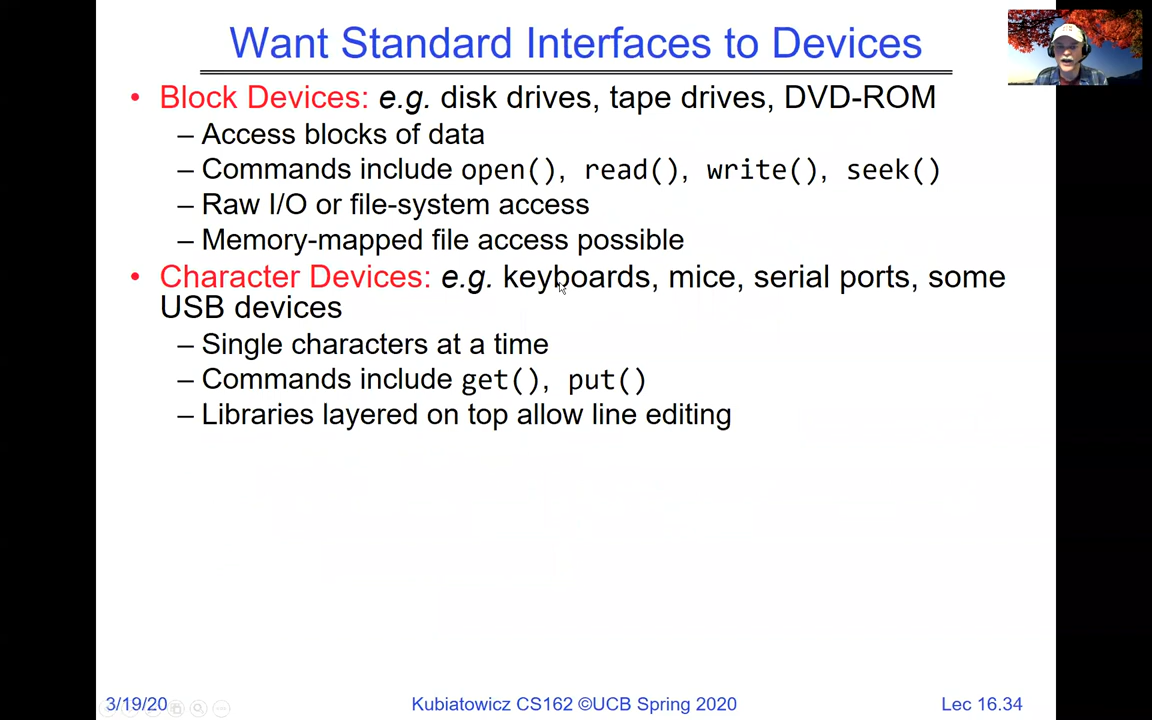 Want Standard Interfaces to Devices
• Block Devices: e.g. disk drives, tape drives, DVD-ROM
– Access blocks of data
– Commands include open(), read(), write(), seek()
– Raw I/O or file-system access
– Memory-mapped file access possible
• Character Devices: e.g. keyboards, mice, serial ports, some
USB devices
– Single characters at a time
– Commands include get(), put()
– Libraries layered on top allow line editing
3/19/20 Kubiatowicz CS162 ©UCB Spring 2020 Lec 16.34